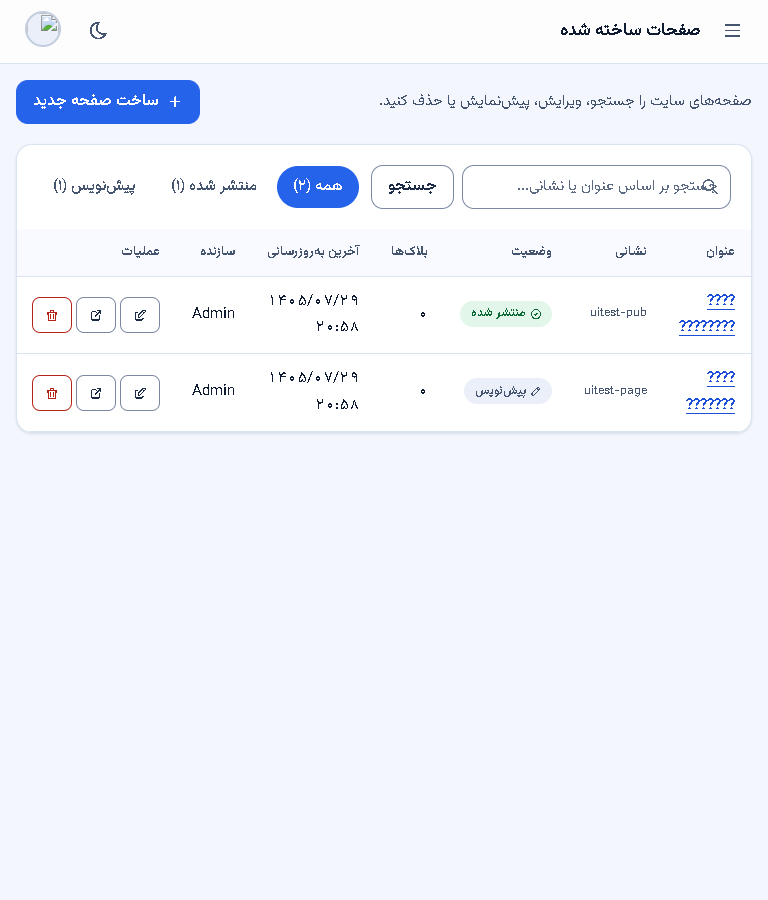 صفحات ساخته شده
صفحه‌های سایت را جستجو، ویرایش، پیش‌نمایش یا حذف کنید.
+ ساخت صفحه جدید
جستجو بر اساس عنوان یا نشانی...
جستجو
همه (۲)
منتشر شده (۱)
پیش‌نویس (۱)
عنوان نشانی وضعیت بلاک‌ها آخرین به‌روزرسانی سازنده عملیات
????
????????
uitest-pub
منتشر شده
۰
۱۴۰۵/۰۷/۲۹
۲۰:۵۸
Admin
????
???????
uitest-page
پیش‌نویس
۰
۱۴۰۵/۰۷/۲۹
۲۰:۵۸
Admin